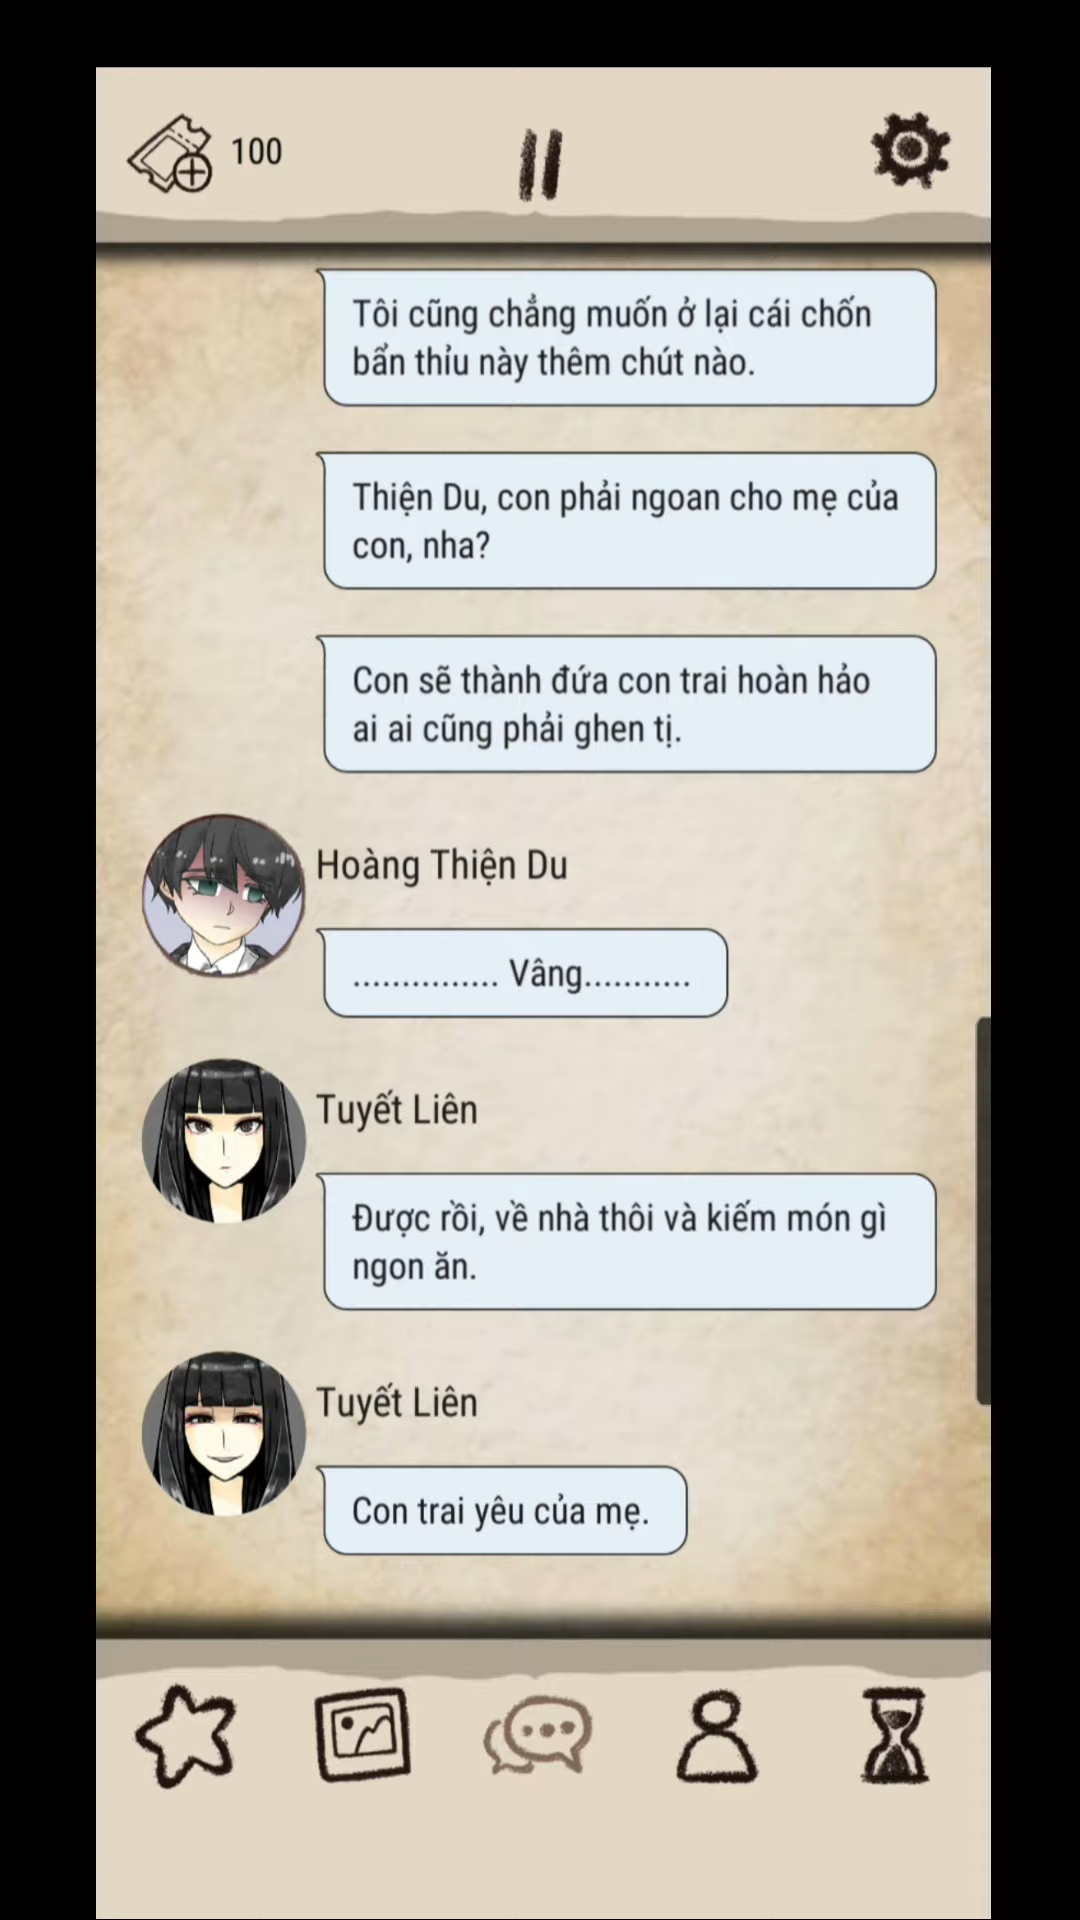 100
Tôi cũng chẳng muốn ở lại cái chốn
bẩn thỉu này thêm chút nào.
Thiện Du, con phải ngoan cho mẹ của
con, nha?
Con sẽ thành đứa con trai hoàn hảo
ai ai cũng phải ghen tị.
Hoàng Thiện Du
............... Vâng...........
Tuyết Liên
Được rồi, về nhà thôi và kiếm món gì
ngon ăn.
Tuyết Liên
Con trai yêu của mẹ.